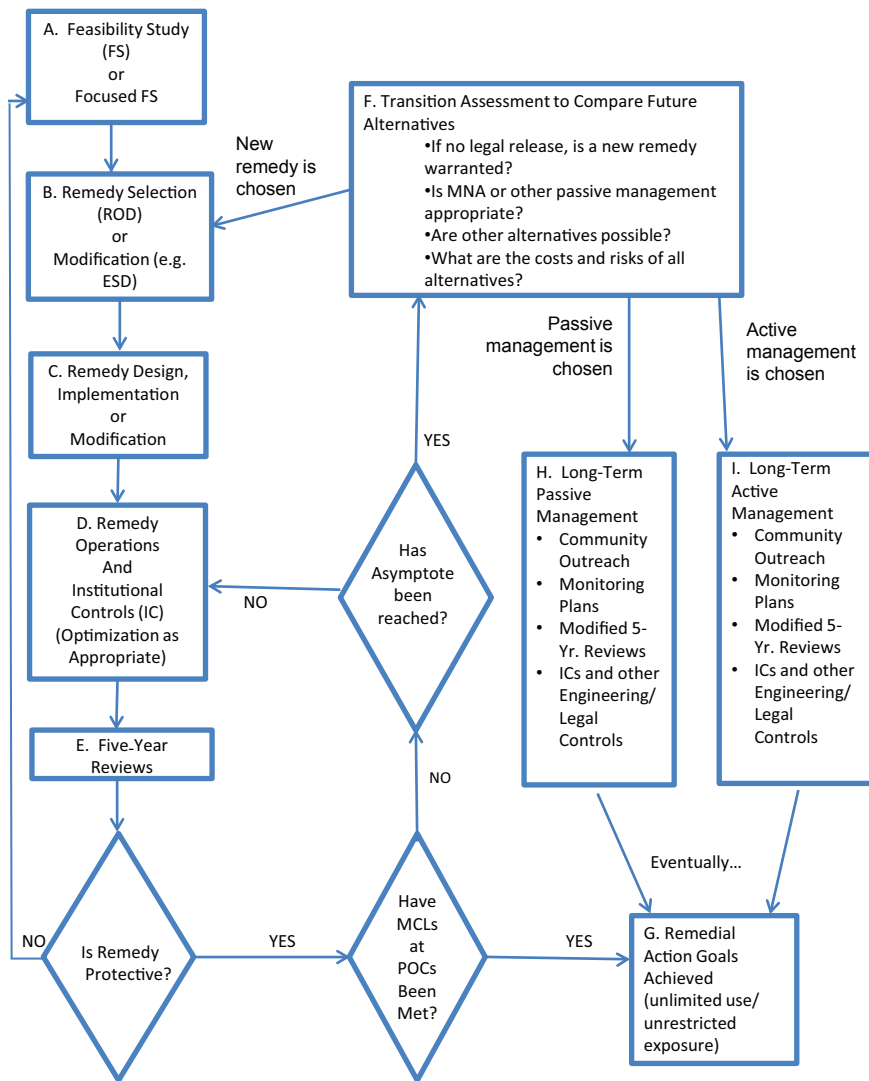 A. Feasibility Study
(FS)
or
Focused FS
B. Remedy Selection
(ROD)
or
Modification (e.g.
ESD)
C. Remedy Design,
Implementation
or
Modification
D. Remedy
Operations
And
Institutional
Controls (IC)
(Optimization as
Appropriate)
E. Five-Year
Reviews
Is Remedy
Protective?
NO
YES
Have
MCLs
at
POCs
Been
Met?
NO
YES
Has
Asymptote
been
reached?
NO
YES
F. Transition Assessment to Compare Future
Alternatives
•If no legal release, is a new remedy
warranted?
•Is MNA or other passive management
appropriate?
•Are other alternatives possible?
•What are the costs and risks of all
alternatives?
New
remedy is
chosen
Passive
management is
chosen
Active
management
is chosen
H. Long-Term
Passive
Management
• Community
Outreach
• Monitoring
Plans
• Modified 5-
Yr. Reviews
• ICs and other
Engineering/
Legal
Controls
I. Long-Term
Active
Management
• Community
Outreach
• Monitoring
Plans
• Modified 5-
Yr. Reviews
• ICs and other
Engineering/
Legal
Controls
Eventually...
G. Remedial
Action Goals
Achieved
(unlimited use/
unrestricted
exposure)